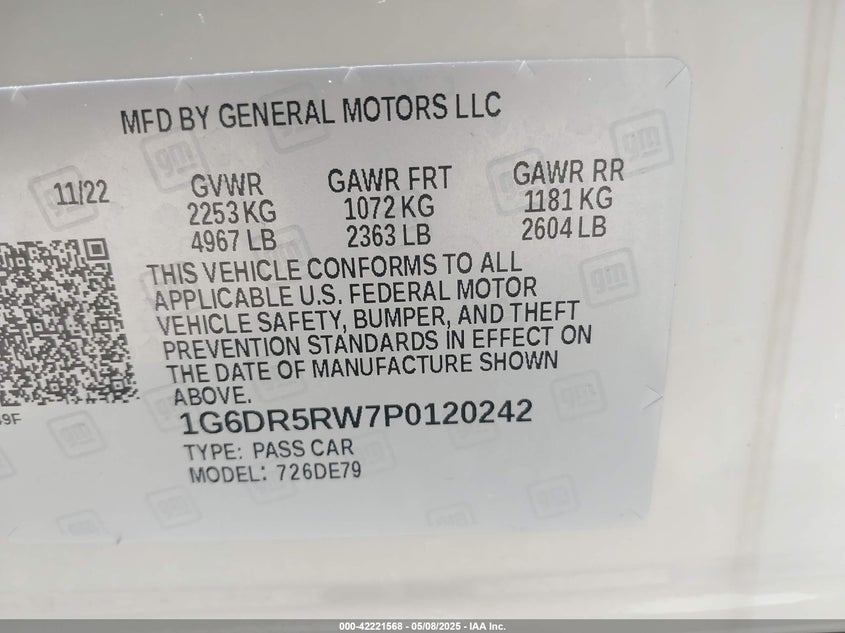 MFD BY GENERAL MOTORS LLC
11/22
GVWR
2253 KG
4967 LB
GAWR FRT
1072 KG
2363 LB
GAWR RR
1181 KG
2604 LB
THIS VEHICLE CONFORMS TO ALL
APPLICABLE U.S. FEDERAL MOTOR
VEHICLE SAFETY, BUMPER, AND THEFT
PREVENTION STANDARDS IN EFFECT ON
THE DATE OF MANUFACTURE SHOWN
ABOVE.
1G6DR5RW7P0120242
TYPE: PASS CAR
MODEL: 726DE79
gm
000-42221568 — 05/08/2025 - IAA Inc.